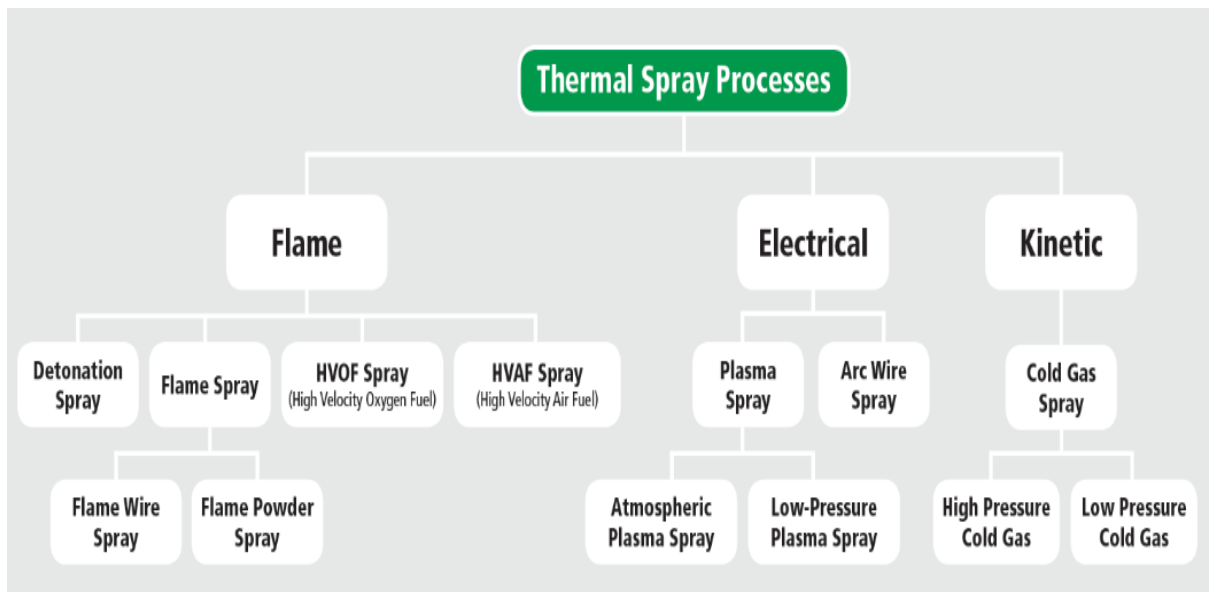 Thermal Spray Processes
Flame
Electrical
Kinetic
Detonation
Spray
Flame Spray
HVOF Spray
(High Velocity Oxygen Fuel)
HVAF Spray
(High Velocity Air Fuel)
Plasma
Spray
Arc Wire
Spray
Cold Gas
Spray
Flame Wire
Spray
Flame Powder
Spray
Atmospheric
Plasma Spray
Low-Pressure
Plasma Spray
High Pressure
Cold Gas
Low Pressure
Cold Gas